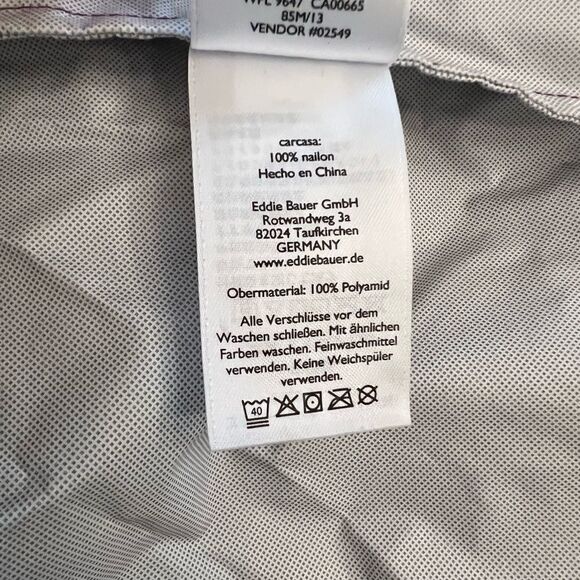 9647 CA00665
85M/13
VENDOR #02549
carcasa:
100% nailon
Hecho en China
Eddie Bauer GmbH
Rotwandweg 3a
82024 Taufkirchen
GERMANY
www.eddiebauer.de
Obermaterial: 100% Polyamid
Alle Verschlüsse vor dem
Waschen schließen. Mit ähnlichen
Farben waschen. Feinwaschmittel
verwenden. Keine Weichspüler
verwenden.
40